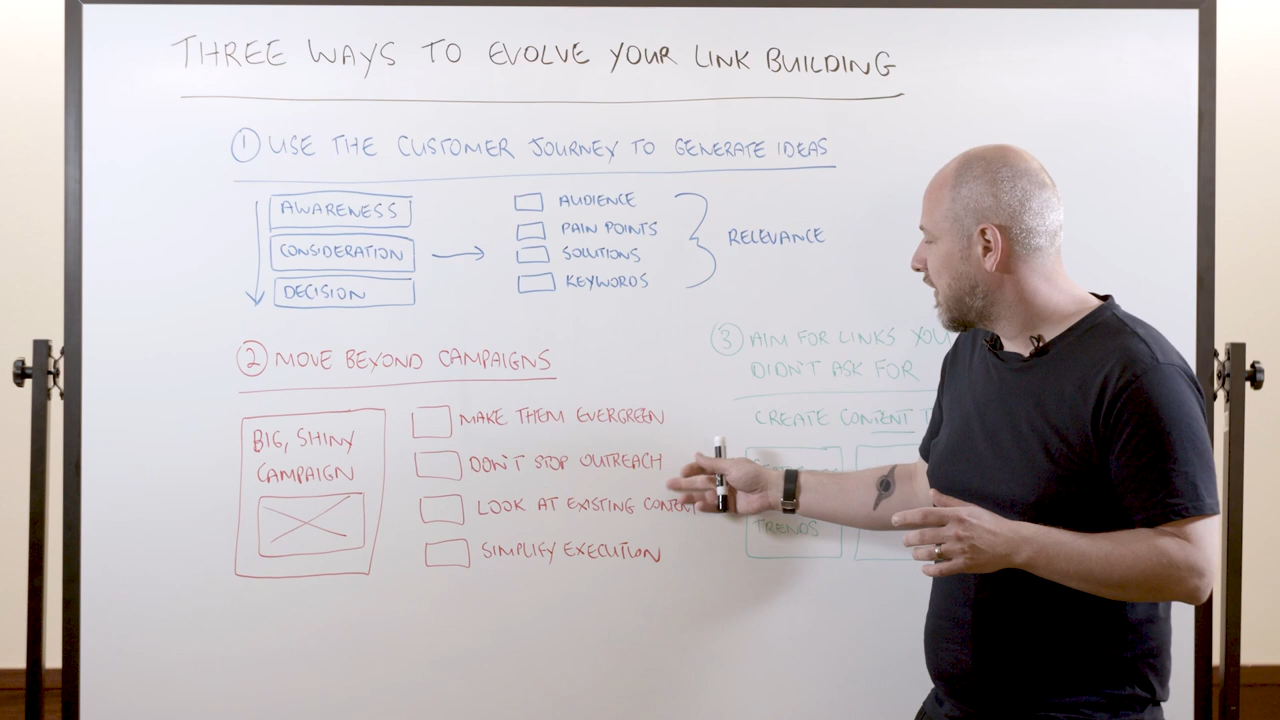 THREE WAYS TO EVOLVE YOUR LINK BUILDING
① USE THE CUSTOMER JOURNEY TO GENERATE IDEAS
AWARENESS
CONSIDERATION
DECISION
AUDIENCE
PAIN POINTS
SOLUTIONS
KEYWORDS
RELEVANCE
② MOVE BEYOND CAMPAIGNS
BIG, SHINY
CAMPAIGN
MAKE THEM EVERGREEN
DON'T STOP OUTREACH
LOOK AT EXISTING CONTENT
SIMPLIFY EXECUTION
③ AIM FOR LINKS YOU
DIDN'T ASK FOR
CREATE CONTENT
TRENDS